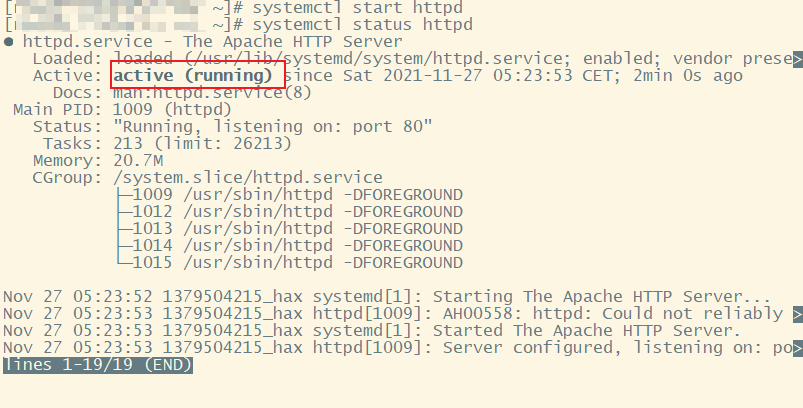 [ ~]# systemctl start httpd
[ ~]# systemctl status httpd
● httpd.service - The Apache HTTP Server
Loaded: loaded (/usr/lib/systemd/system/httpd.service; enabled; vendor prese>
Active: active (running) since Sat 2021-11-27 05:23:53 CET; 2min 0s ago
Docs: man:httpd.service(8)
Main PID: 1009 (httpd)
Status: "Running, listening on: port 80"
Tasks: 213 (limit: 26213)
Memory: 20.7M
CGroup: /system.slice/httpd.service
├─1009 /usr/sbin/httpd -DFOREGROUND
├─1012 /usr/sbin/httpd -DFOREGROUND
├─1013 /usr/sbin/httpd -DFOREGROUND
├─1014 /usr/sbin/httpd -DFOREGROUND
└─1015 /usr/sbin/httpd -DFOREGROUND
Nov 27 05:23:52 1379504215_hax systemd[1]: Starting The Apache HTTP Server...
Nov 27 05:23:53 1379504215_hax httpd[1009]: AH00558: httpd: Could not reliably >
Nov 27 05:23:53 1379504215_hax systemd[1]: Started The Apache HTTP Server.
Nov 27 05:23:53 1379504215_hax httpd[1009]: Server configured, listening on: po>
lines 1-19/19 (END)